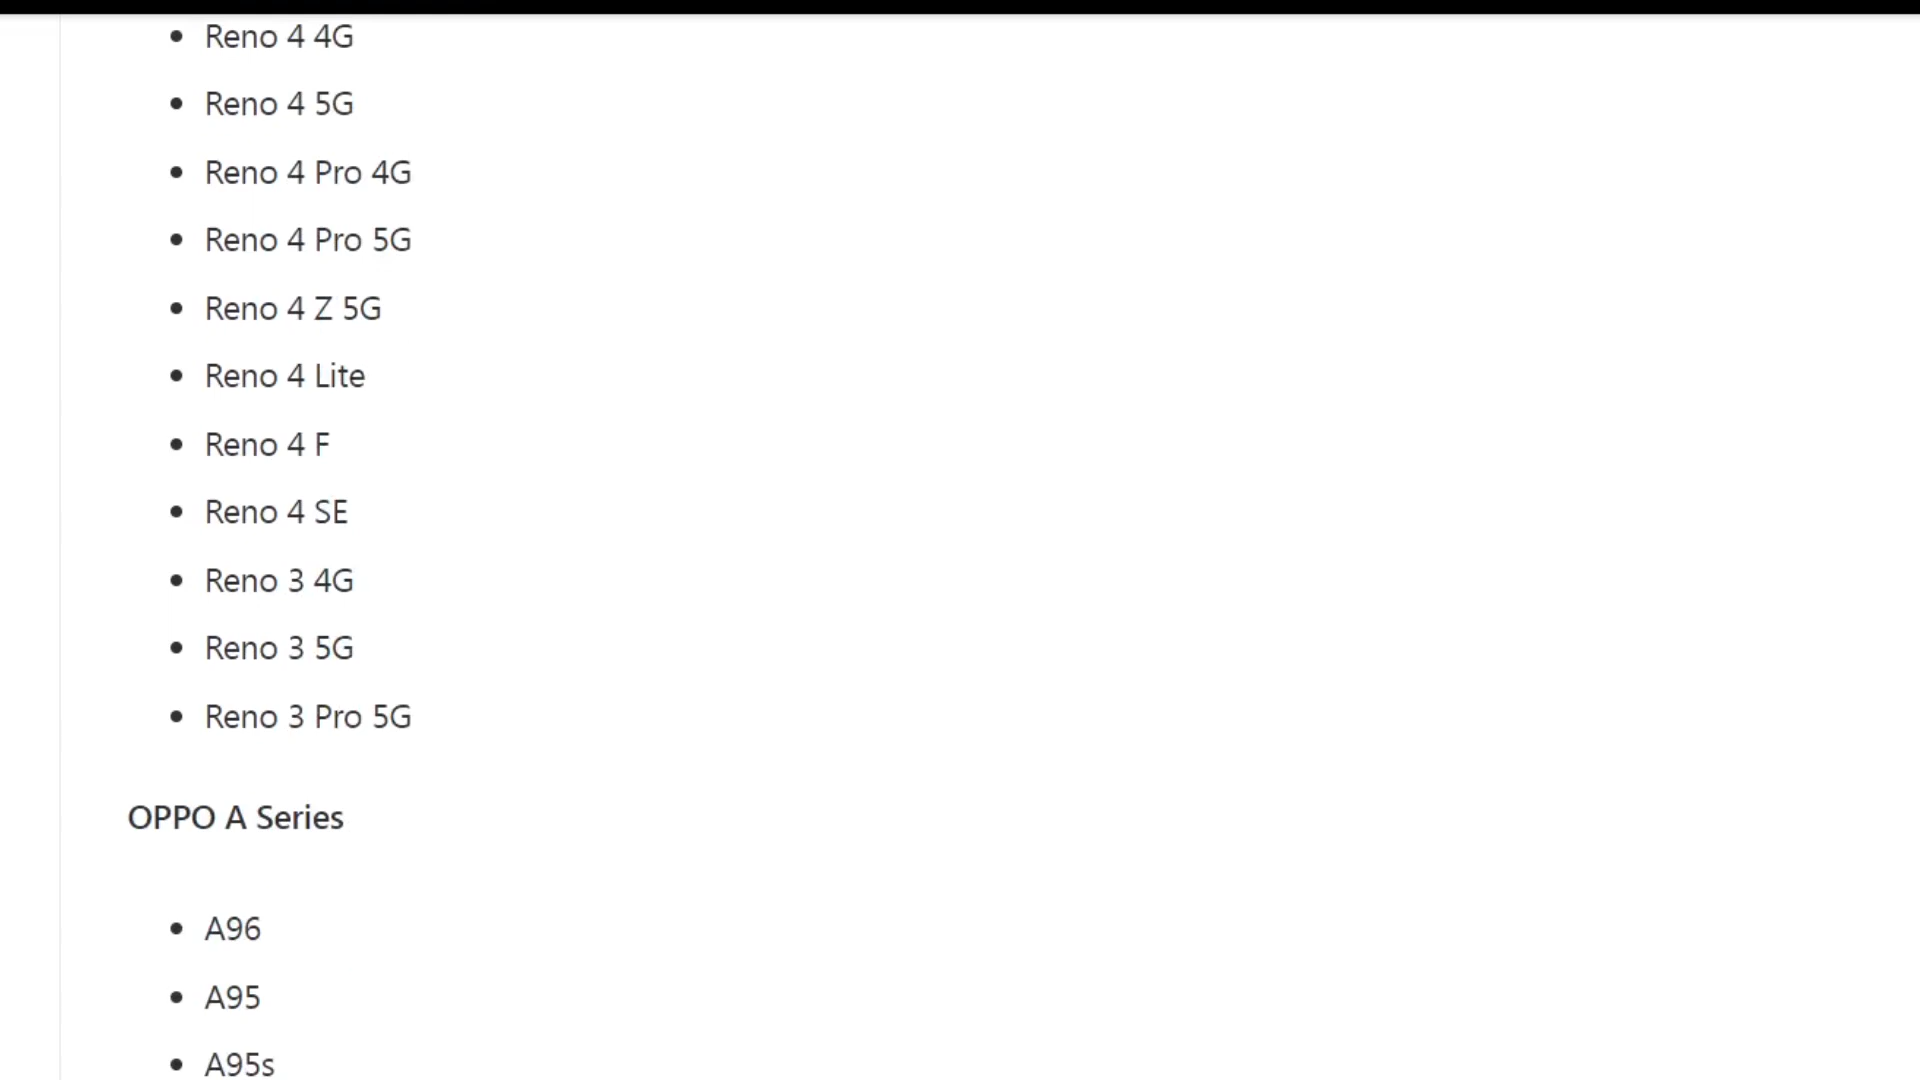 Reno 4 4G
Reno 4 5G
Reno 4 Pro 4G
Reno 4 Pro 5G
Reno 4 Z 5G
Reno 4 Lite
Reno 4 F
Reno 4 SE
Reno 3 4G
Reno 3 5G
Reno 3 Pro 5G
OPPO A Series
A96
A95
A95s